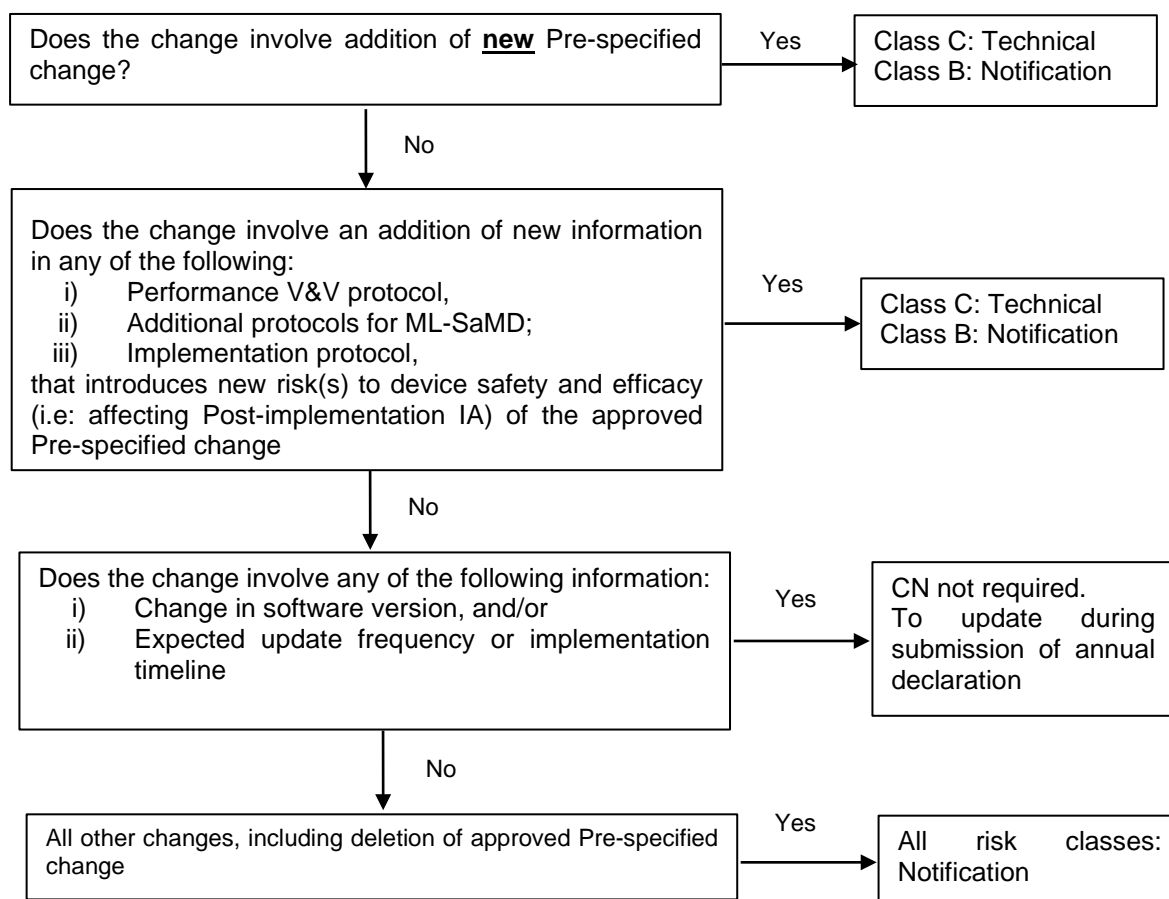 Does the change involve addition of new Pre-specified
change?
Yes
Class C: Technical
Class B: Notification
No
Does the change involve an addition of new information
in any of the following:
i) Performance V&V protocol,
ii) Additional protocols for ML-SaMD;
iii) Implementation protocol,
that introduces new risk(s) to device safety and efficacy
(i.e: affecting Post-implementation IA) of the approved
Pre-specified change
Yes
Class C: Technical
Class B: Notification
No
Does the change involve any of the following information:
i) Change in software version, and/or
ii) Expected update frequency or implementation
timeline
Yes
CN not required.
To update during
submission of annual
declaration
No
All other changes, including deletion of approved Pre-specified
change
Yes
All risk classes:
Notification